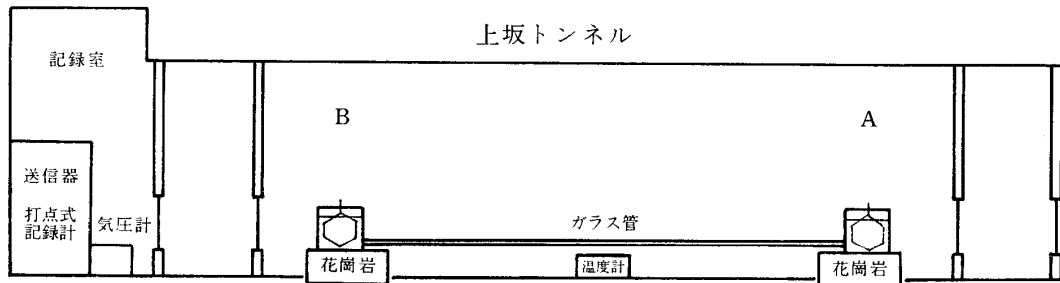 上坂トンネル
記録室
B
A
送信器
打点式
記録計
気圧計
ガラス管
花崗岩
温度計
花崗岩